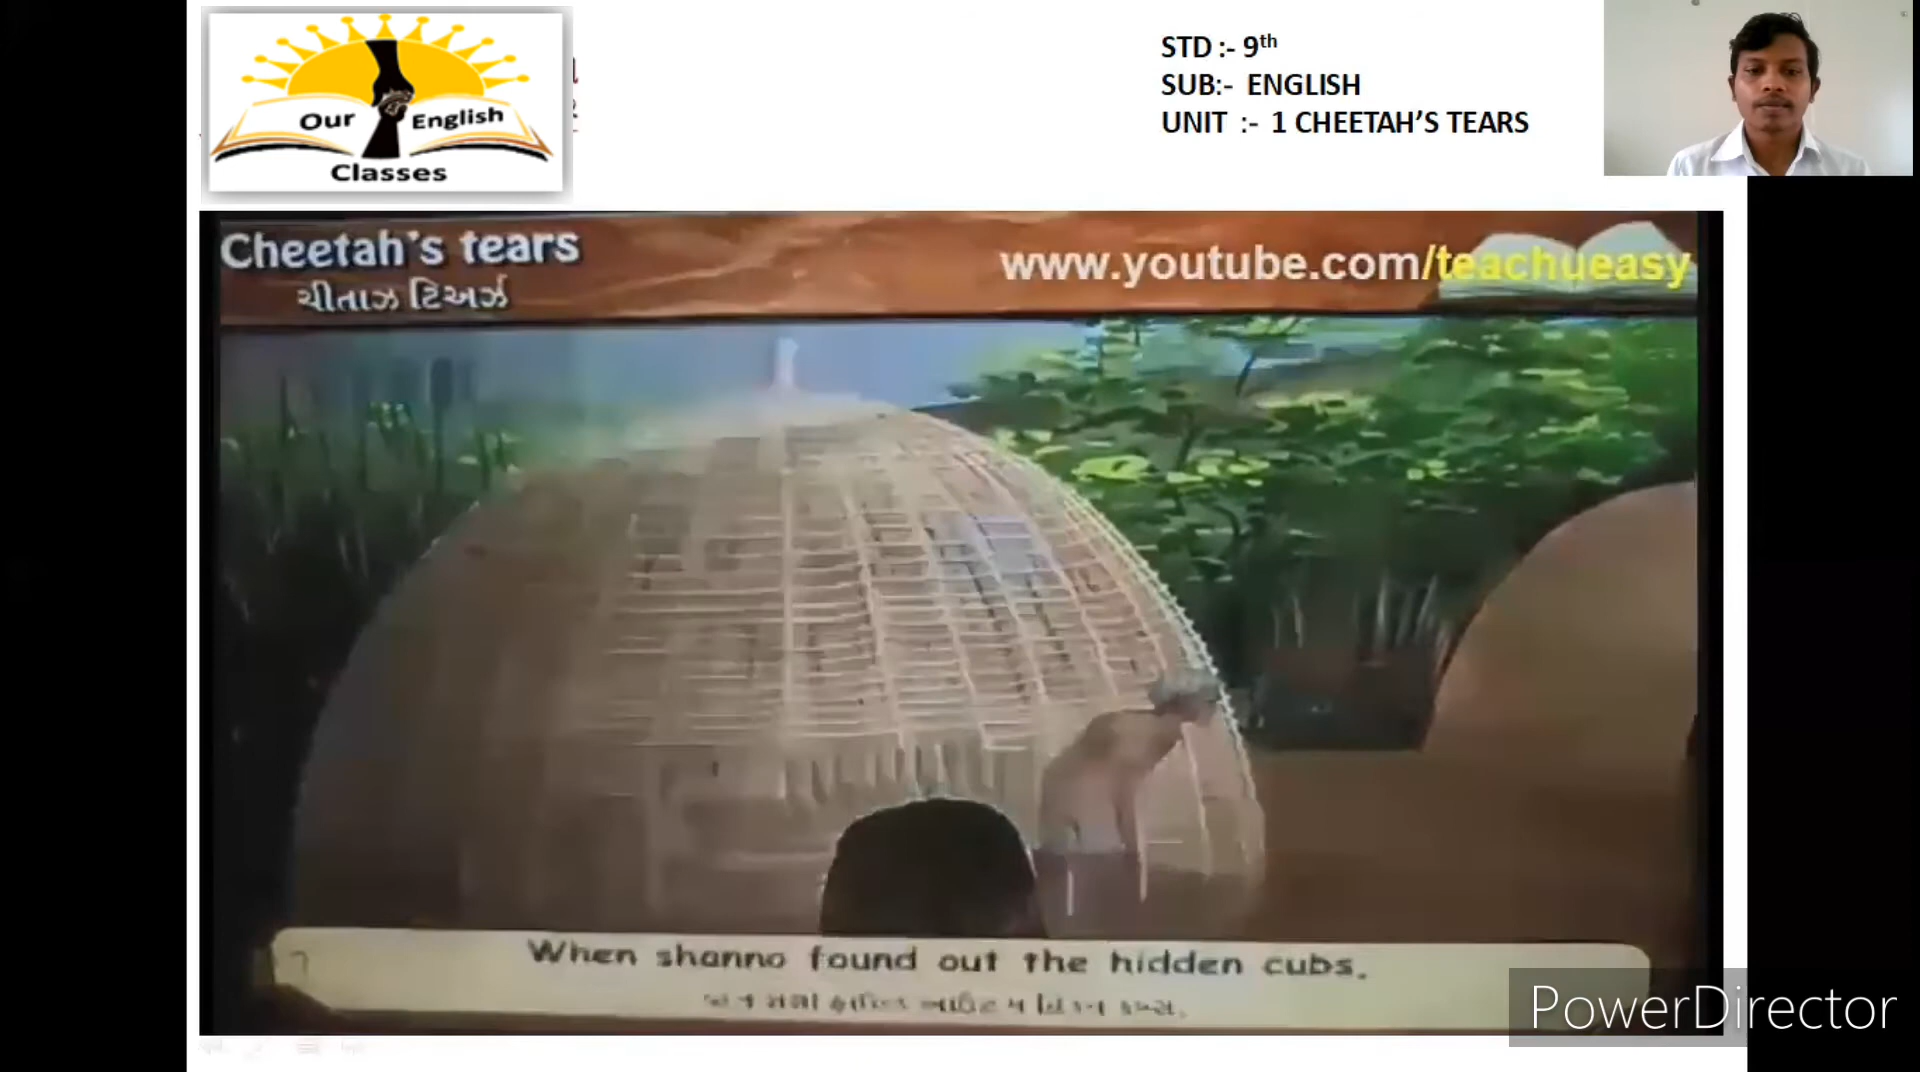 Our English
Classes
STD :- 9th
SUB:- ENGLISH
UNIT :- 1 CHEETAH'S TEARS
Cheetah's tears
ચીતાઝ ટિઅર્ઝ
www.youtube.com/teachueasy
When shanno found out the hidden cubs.
PowerDirector